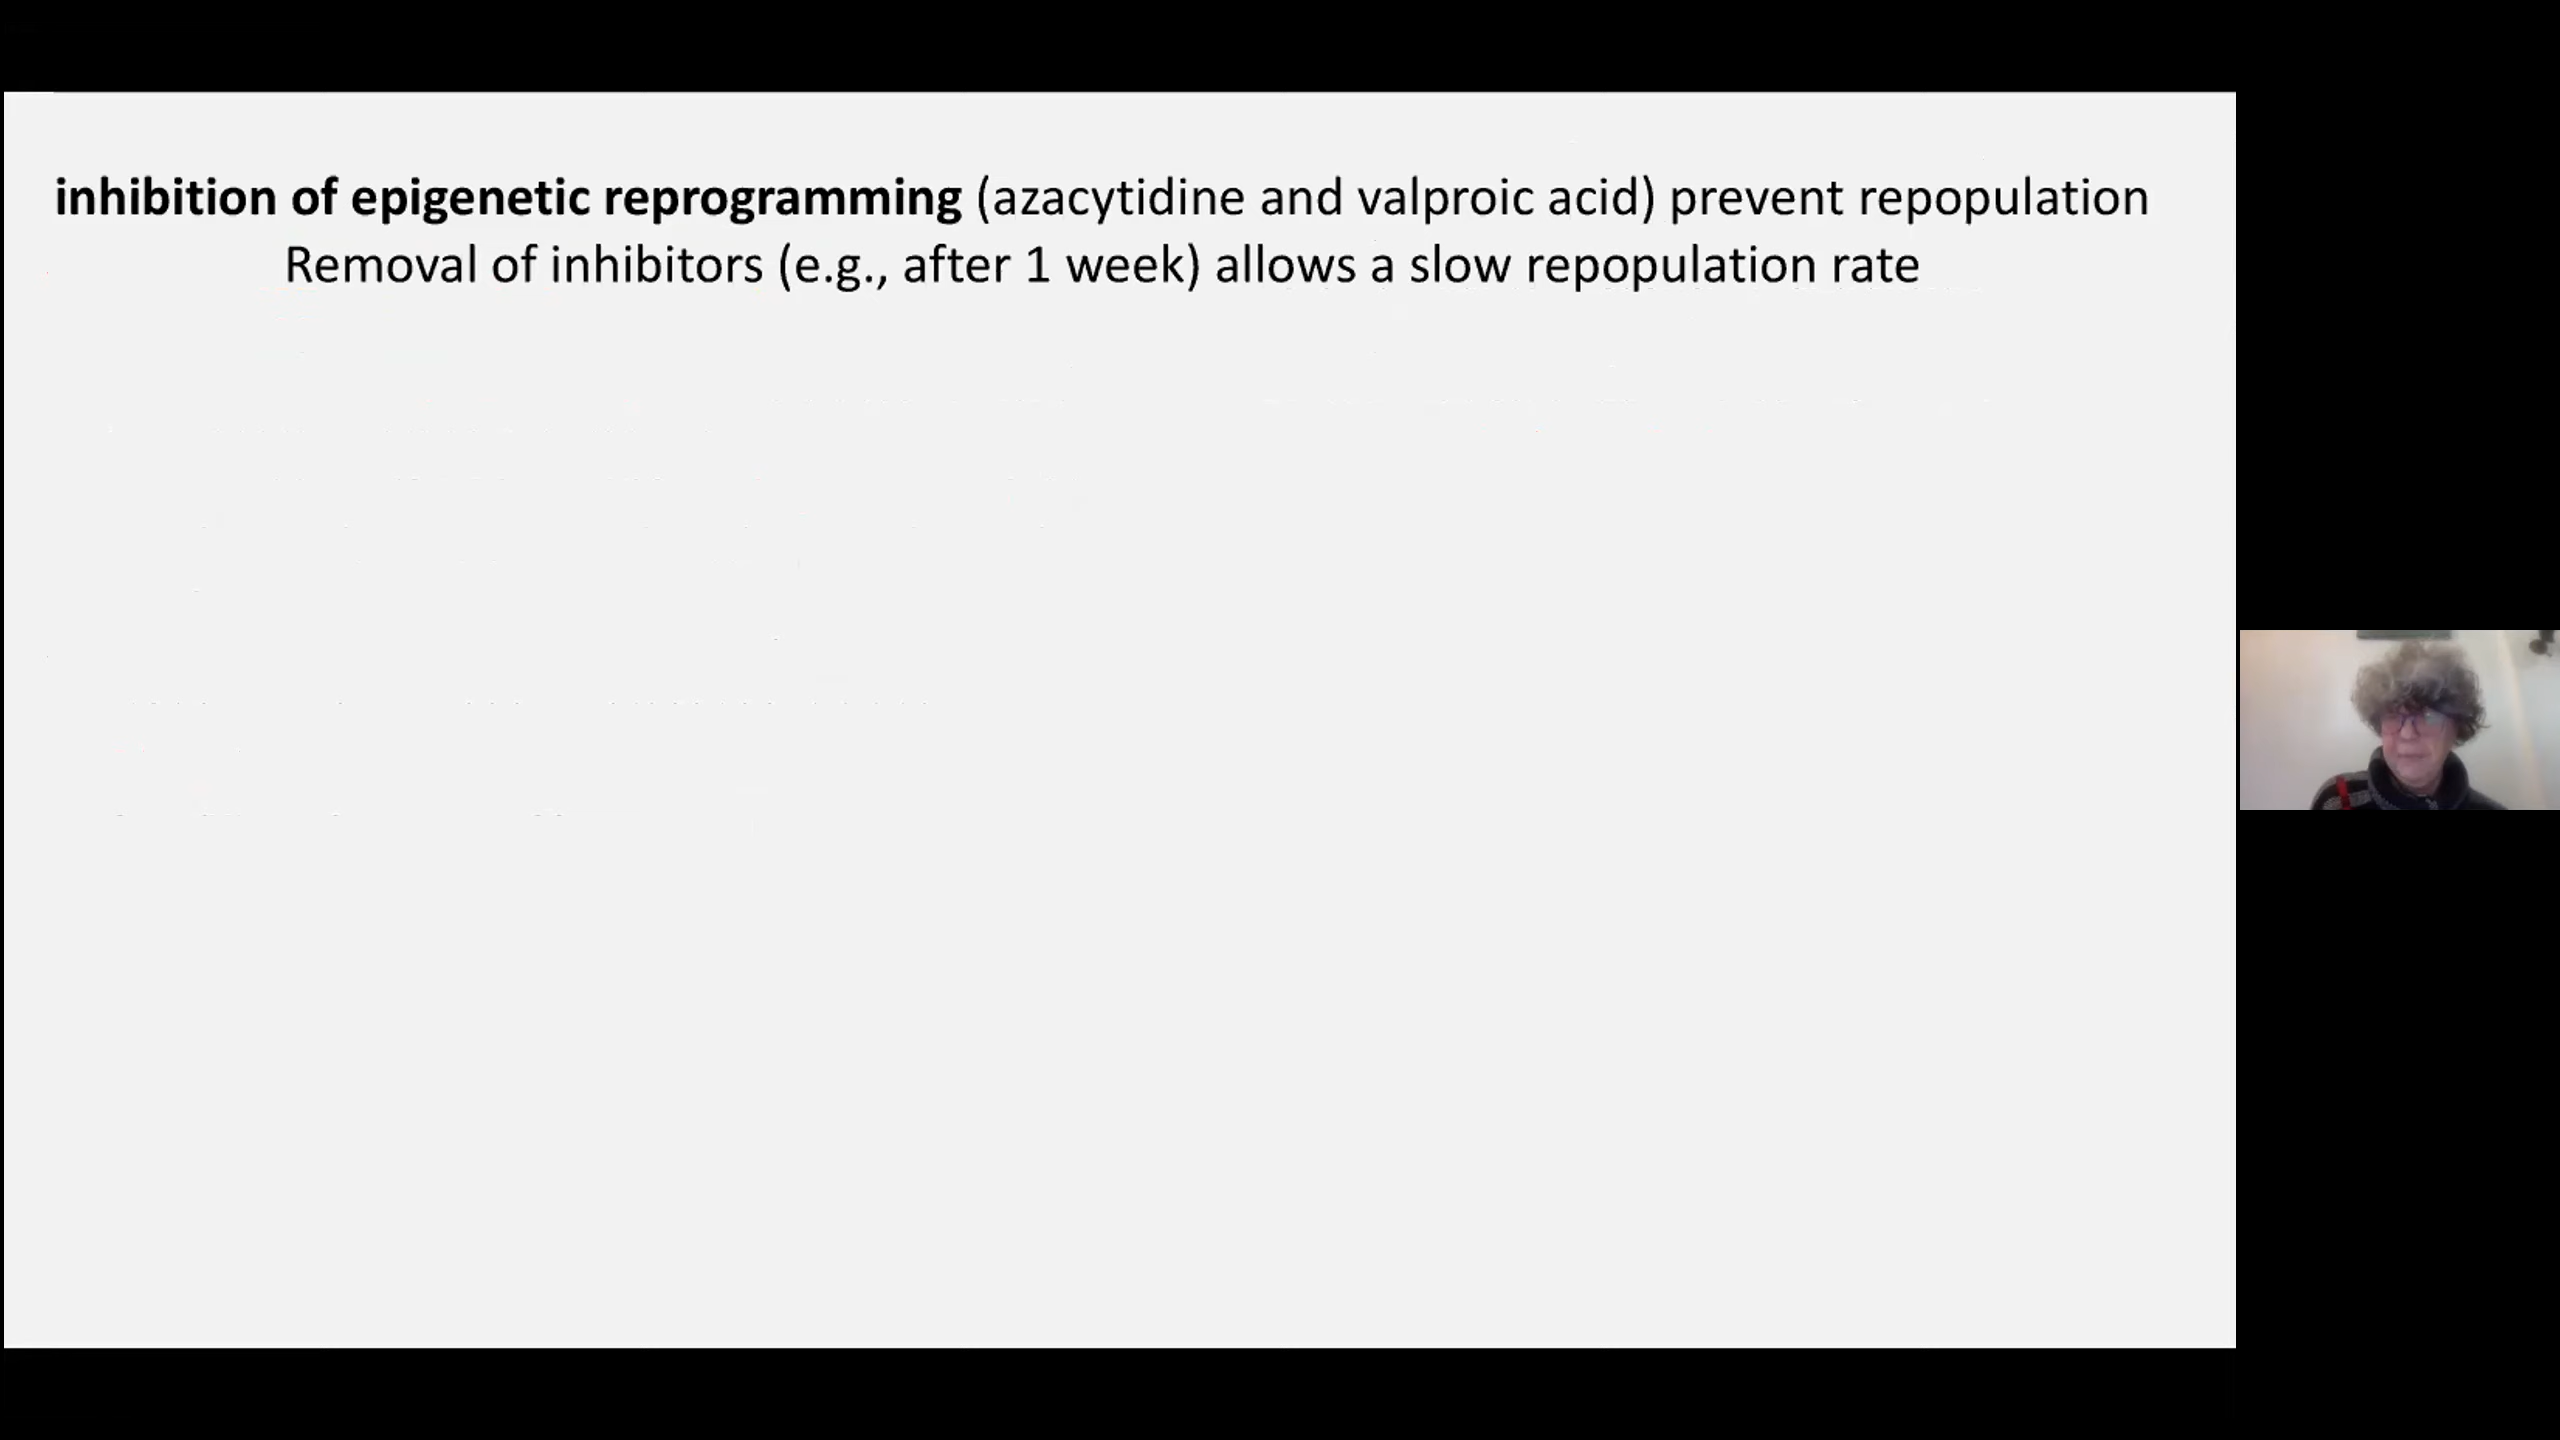 inhibition of epigenetic reprogramming (azacytidine and valproic acid) prevent repopulation
Removal of inhibitors (e.g., after 1 week) allows a slow repopulation rate